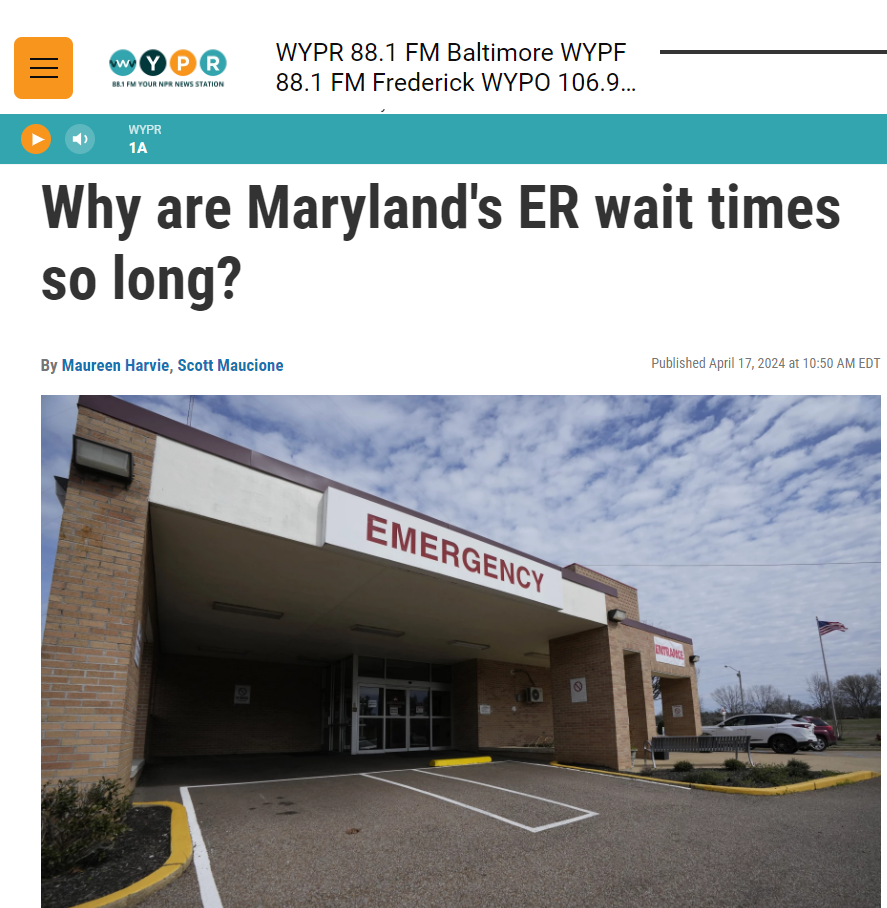 WYPR
88.1 FM YOUR NPR NEWS STATION
WYPR 88.1 FM Baltimore WYPF
88.1 FM Frederick WYPO 106.9...
WYPR
1A
Why are Maryland's ER wait times
so long?
By Maureen Harvie, Scott Maucione
Published April 17, 2024 at 10:50 AM EDT
EMERGENCY
ENTRANCE